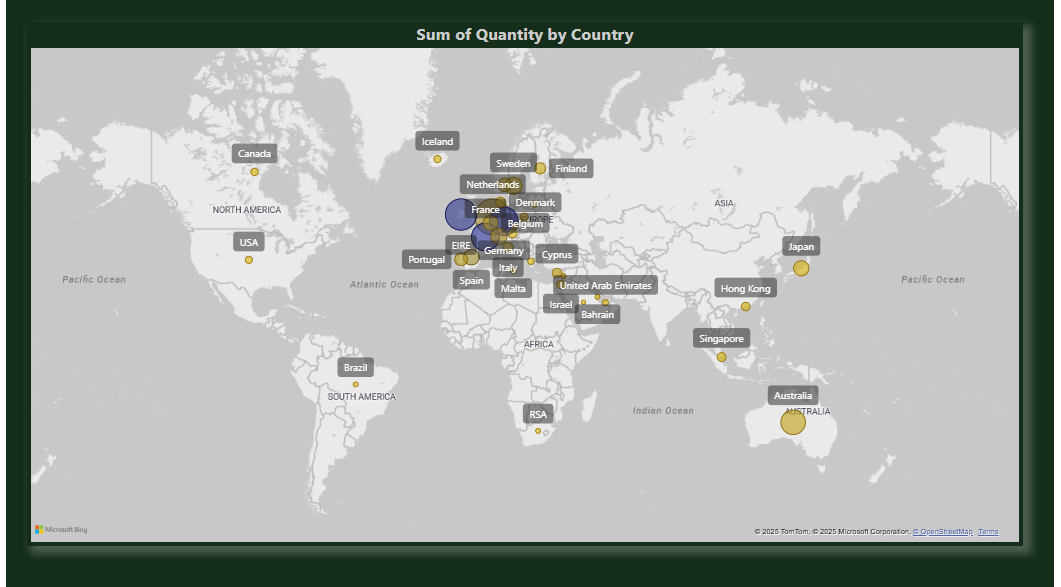 Sum of Quantity by Country
Iceland
Canada
Sweden
Finland
Netherlands
Denmark
France
NORTH AMERICA
ASIA
Belgium
USA
EIRE
Germany
Japan
Portugal
Cyprus
Italy
Pacific Ocean
Atlantic Ocean
Pacific Ocean
Spain
Malta
United Arab Emirates
Hong Kong
Israel
Bahrain
Singapore
AFRICA
Brazil
SOUTH AMERICA
Australia
Indian Ocean
AUSTRALIA
RSA
Microsoft Bing
© 2025 TomTom, © 2025 Microsoft Corporation, © OpenStreetMap Terms